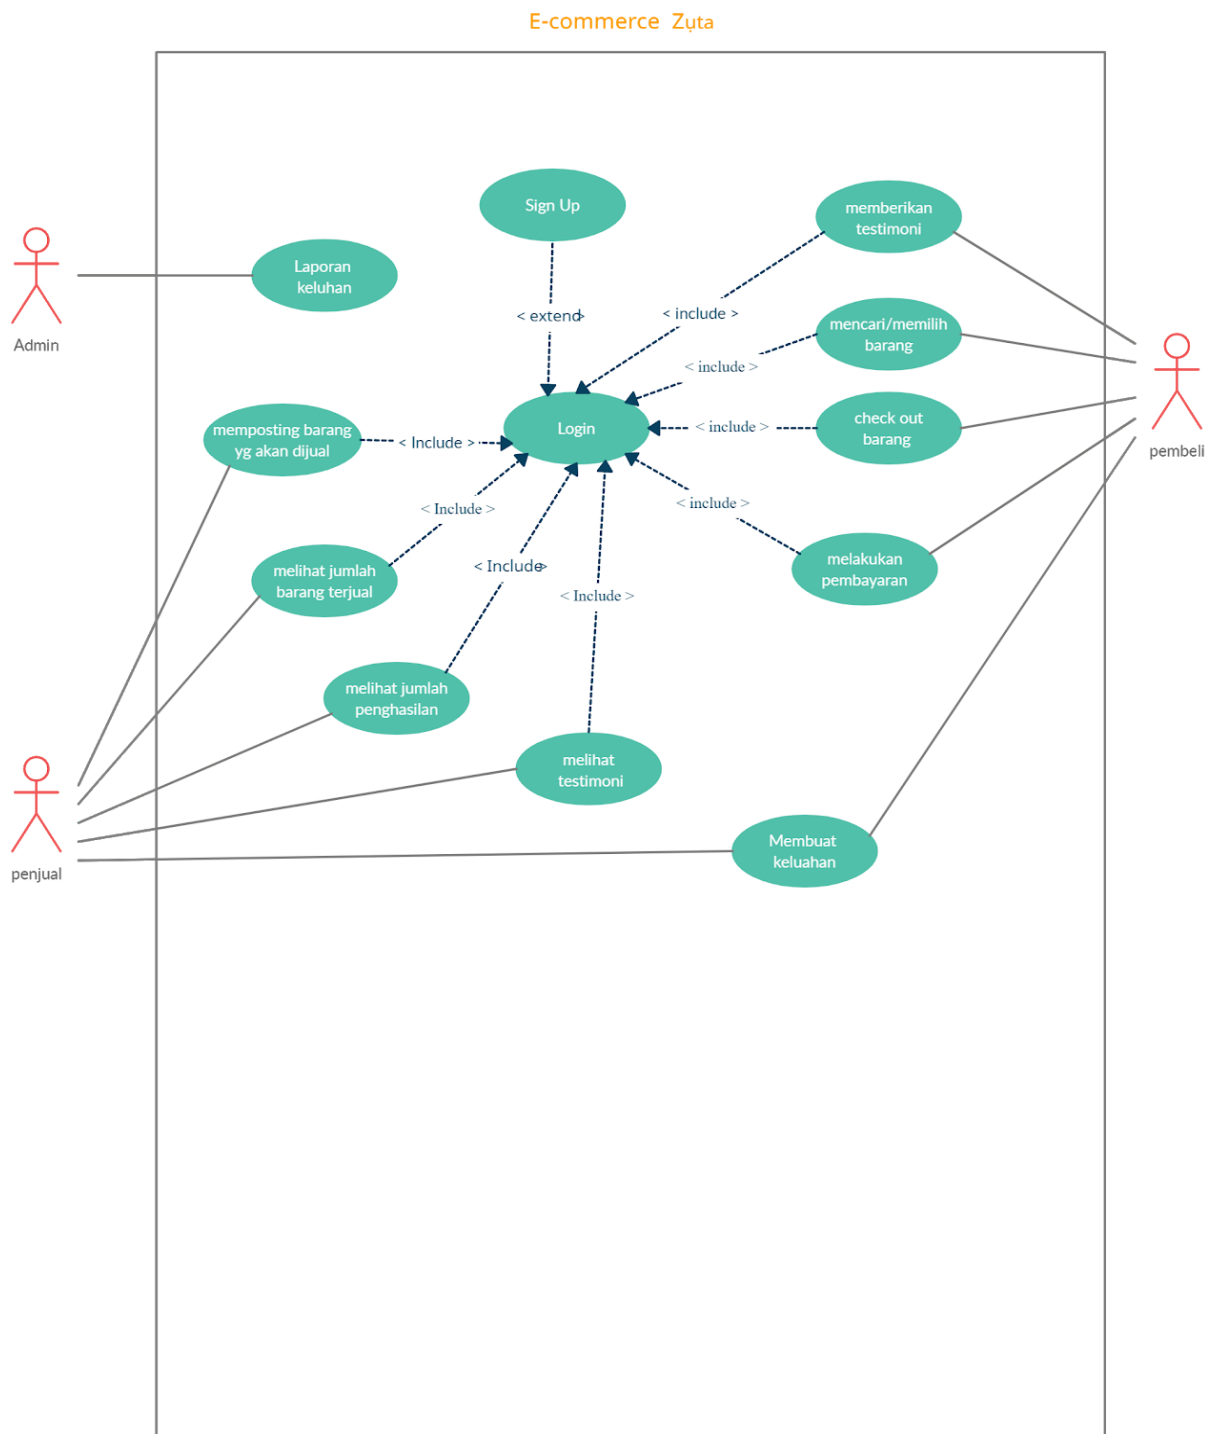 E-commerce Zụta
Sign Up
memberikan
testimoni
Laporan
keluhan
Admin
< extend>
< include >
mencari/memilih
barang
< include >
pembeli
memposting barang
yg akan dijual
< Include >
Login
< include >
check out
barang
< Include >
< include >
melihat jumlah
barang terjual
< Include>
< Include >
melakukan
pembayaran
melihat jumlah
penghasilan
melihat
testimoni
penjual
Membuat
keluahan